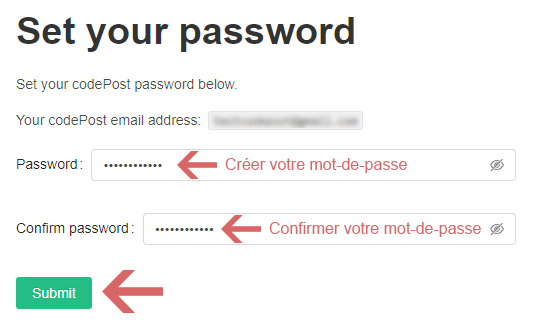 Set your password
Set your codePost password below.
Your codePost email address:
Password: •••••••••••• Créer votre mot-de-passe
Confirm password: •••••••••••• Confirmer votre mot-de-passe
Submit